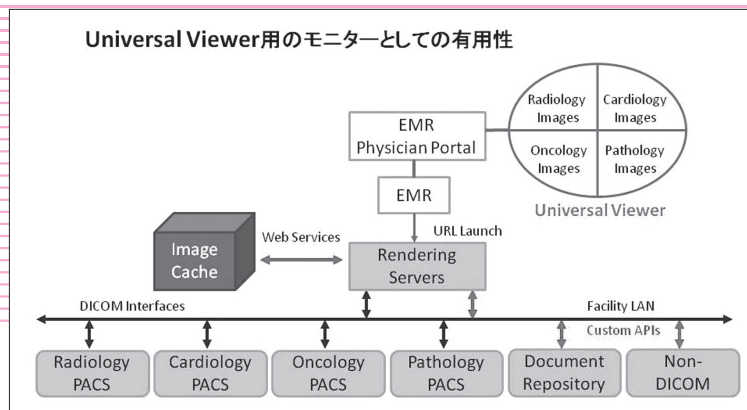 Universal Viewer用のモニターとしての有用性
Radiology
Images
Cardiology
Images
Oncology
Images
Pathology
Images
Universal Viewer
EMR
Physician Portal
EMR
URL Launch
Image
Cache
Web Services
Rendering
Servers
DICOM Interfaces
Facility LAN
Custom APIs
Radiology
PACS
Cardiology
PACS
Oncology
PACS
Pathology
PACS
Document
Repository
Non-
DICOM